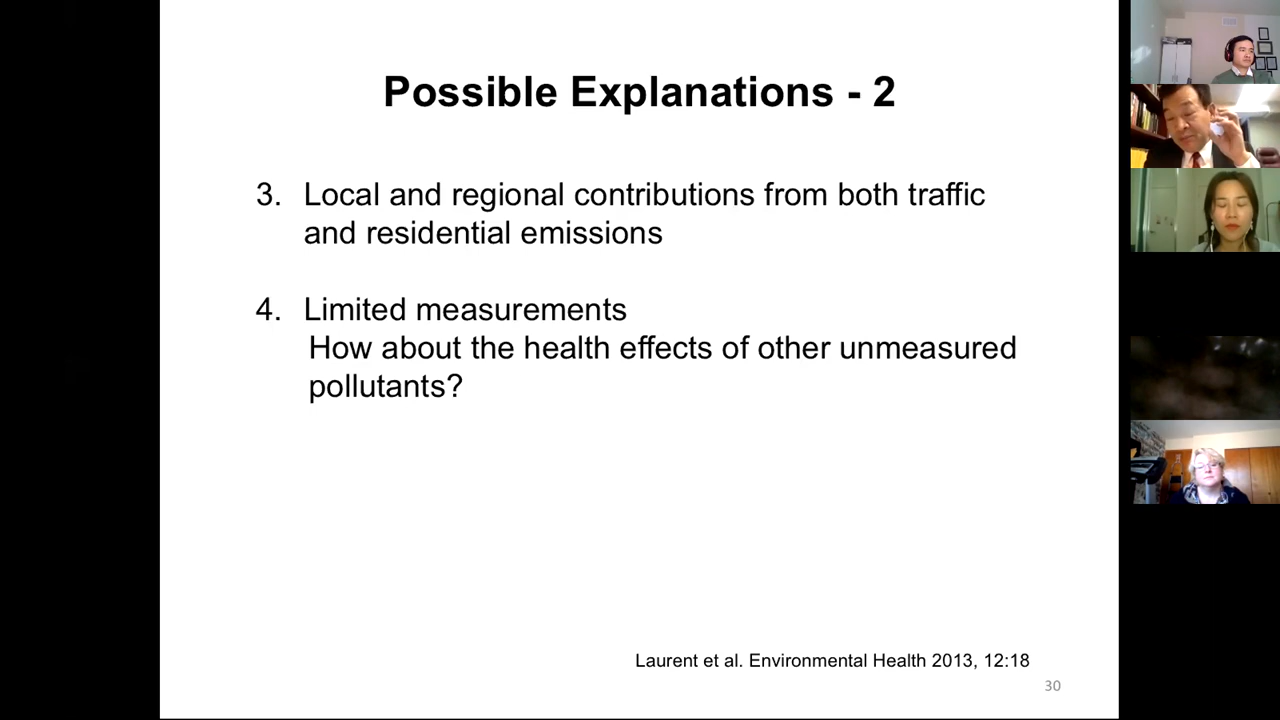 Possible Explanations - 2
3. Local and regional contributions from both traffic
and residential emissions
4. Limited measurements
How about the health effects of other unmeasured
pollutants?
Laurent et al. Environmental Health 2013, 12:18
30